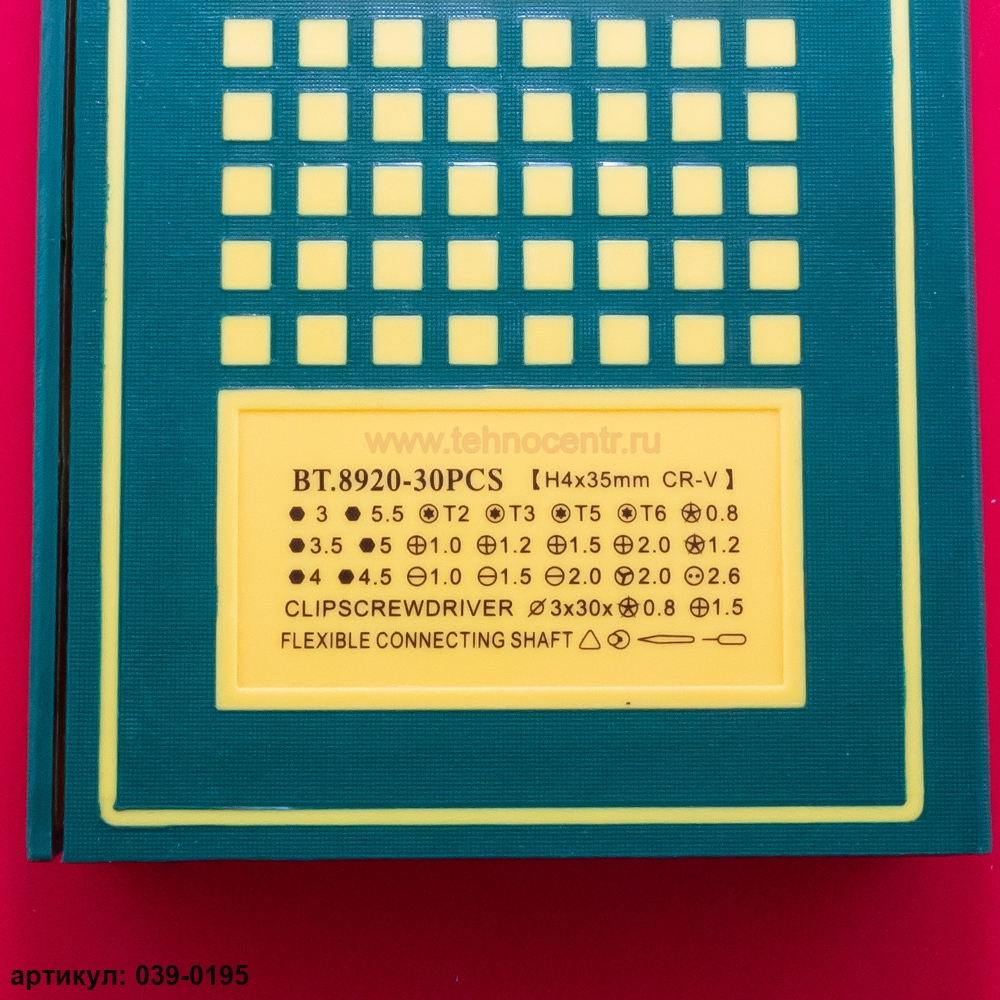 www.tehnocentr.ru
BT.8920-30PCS 【H4x35mm CR-V】
3 5.5 T2 T3 T5 T6 0.8
3.5 5 1.0 1.2 1.5 2.0 1.2
4 4.5 1.0 1.5 2.0 2.0 2.6
CLIPSCREWDRIVER ⌀3x30x 0.8 1.5
FLEXIBLE CONNECTING SHAFT
артикул: 039-0195